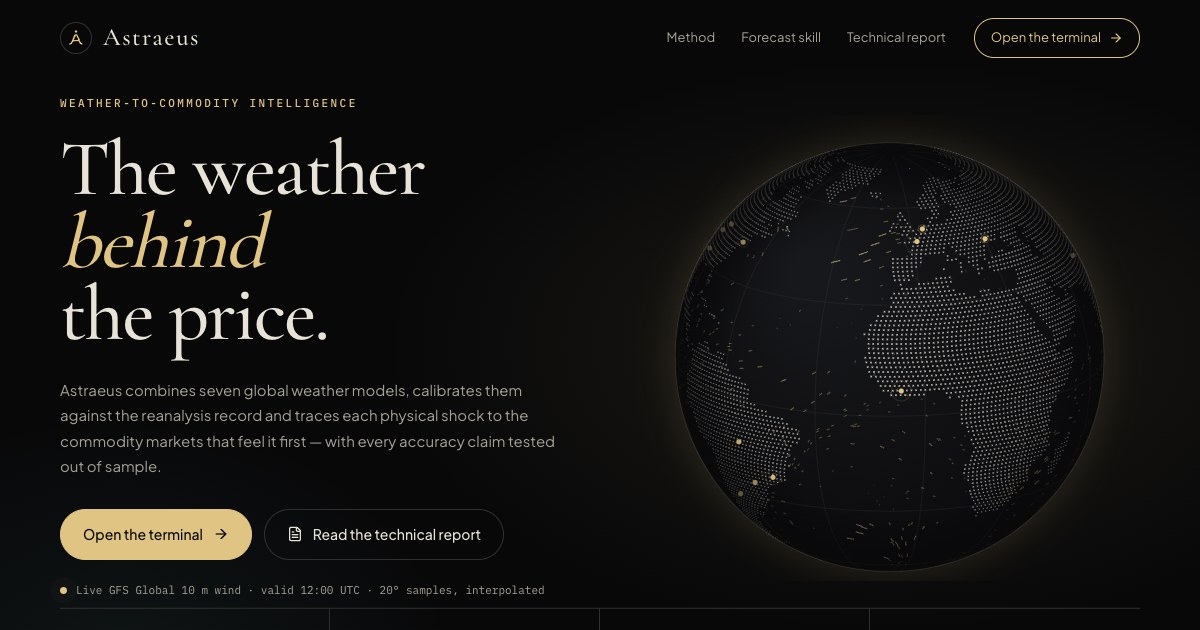 Astraeus
Method
Forecast skill
Technical report
Open the terminal
WEATHER-TO-COMMODITY INTELLIGENCE
The weather
behind
the price.
Astraeus combines seven global weather models, calibrates them
against the reanalysis record and traces each physical shock to the
commodity markets that feel it first — with every accuracy claim tested
out of sample.
Open the terminal
Read the technical report
Live GFS Global 10 m wind · valid 12:00 UTC · 20° samples, interpolated